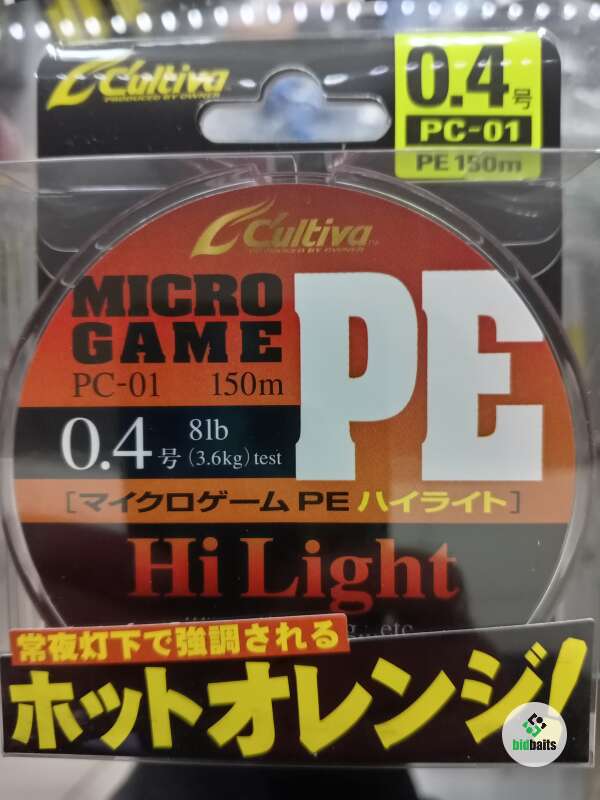 Cultiva
PRODUCED BY OWNER
0.4号
PC-01
PE 150m
Cultiva
PRODUCED BY OWNER
MICRO
GAME
PE
PC-01 150m
0.4号 8lb
(3.6kg) test
[マイクロゲーム PE ハイライト]
Hi Light
etc.
常夜灯下で強調される
ホットオレンジ!
bidbaits